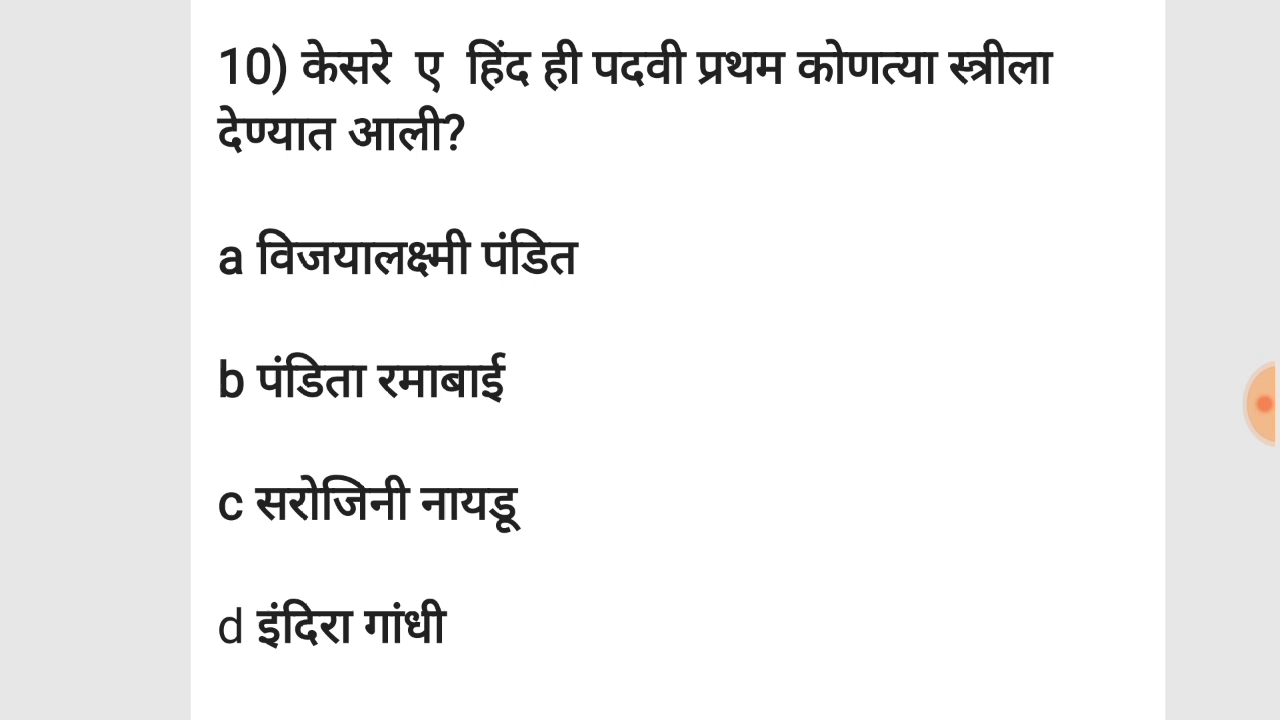 10) केसरे ए हिंद ही पदवी प्रथम कोणत्या स्त्रीला
देण्यात आली?
a विजयालक्ष्मी पंडित
b पंडिता रमाबाई
c सरोजिनी नायडू
d इंदिरा गांधी